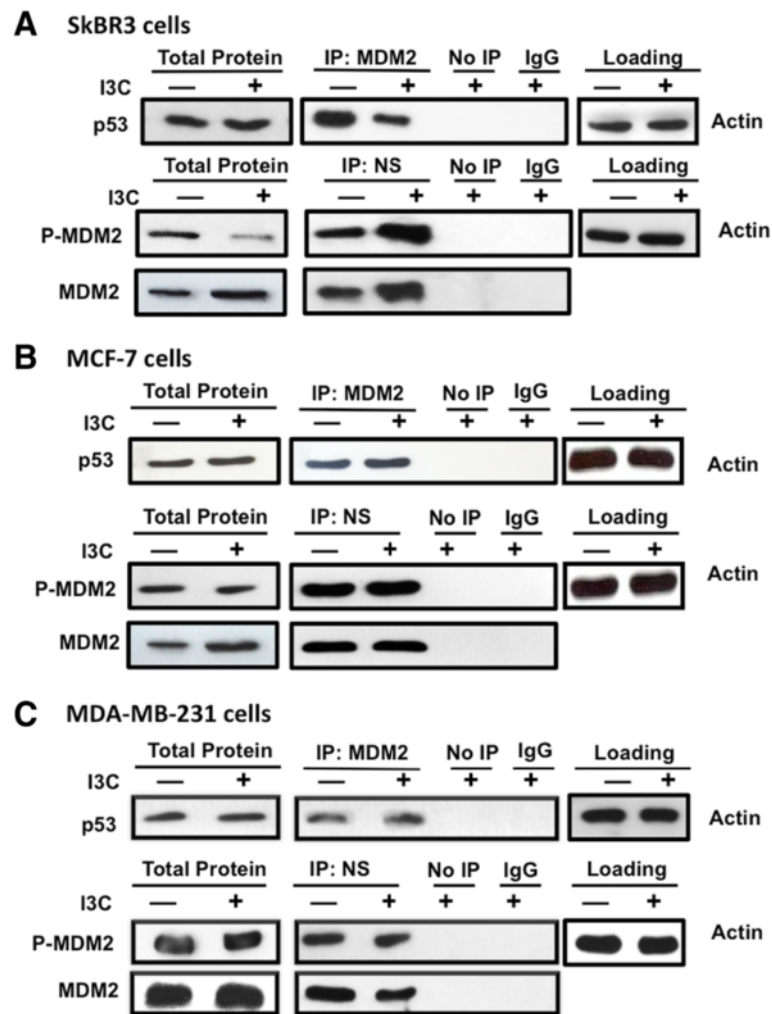 A SkBR3 cells
Total Protein IP: MDM2 No IP IgG Loading
I3C — + — + + + — +
p53 Actin
Total Protein IP: NS No IP IgG Loading
I3C — + — + + + — +
P-MDM2 Actin
MDM2
B MCF-7 cells
Total Protein IP: MDM2 No IP IgG Loading
I3C — + — + + + — +
p53 Actin
Total Protein IP: NS No IP IgG Loading
I3C — + — + + + — +
P-MDM2 Actin
MDM2
C MDA-MB-231 cells
Total Protein IP: MDM2 No IP IgG Loading
I3C — + — + + + — +
p53 Actin
Total Protein IP: NS No IP IgG Loading
I3C — + — + + + — +
P-MDM2 Actin
MDM2